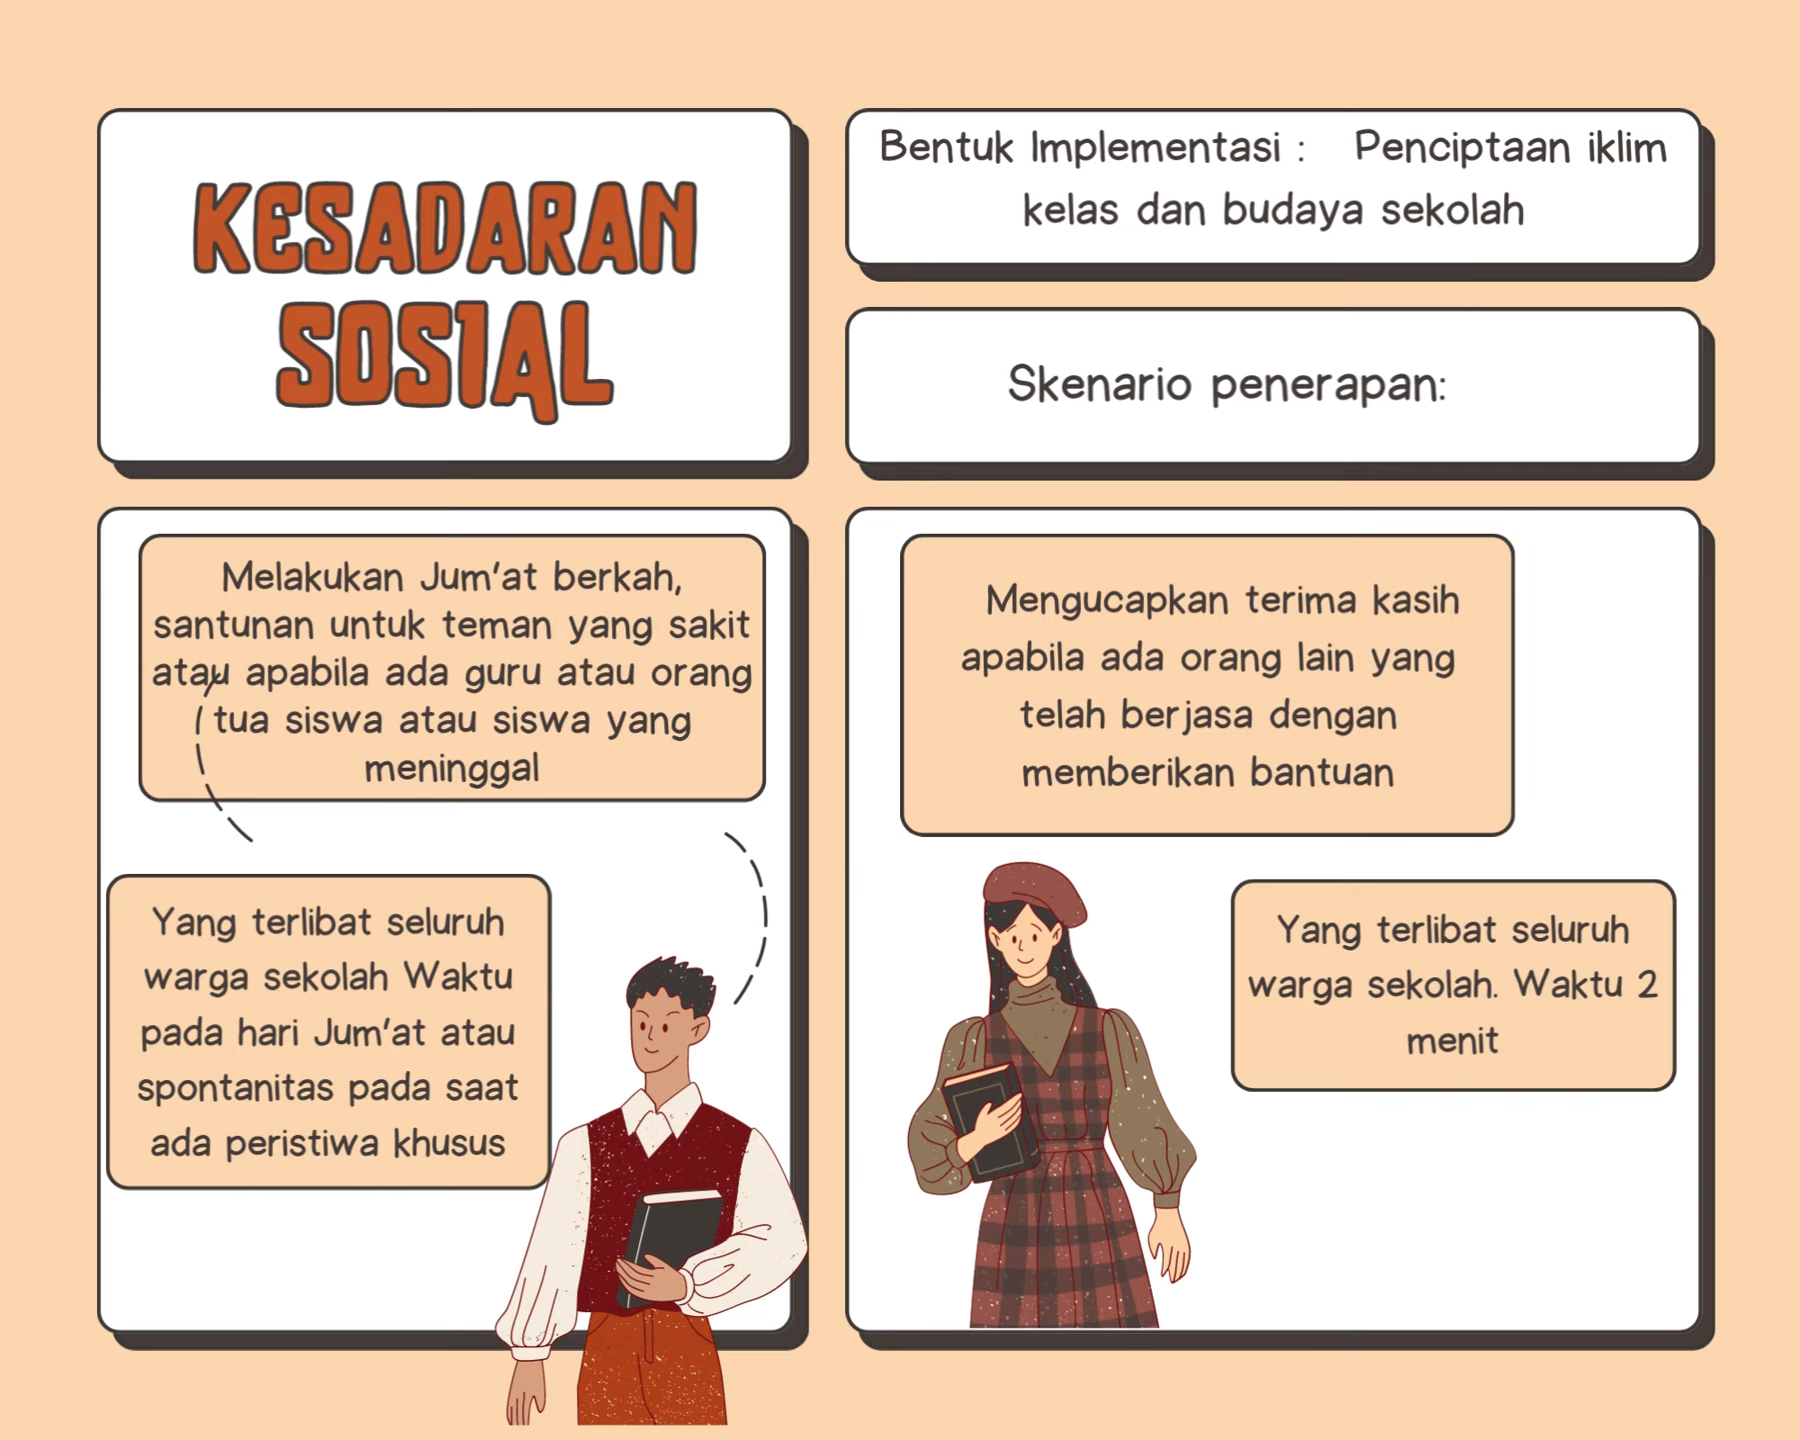 KESADARAN
SOSIAL
Bentuk Implementasi : Penciptaan iklim
kelas dan budaya sekolah
Skenario penerapan:
Melakukan Jum'at berkah,
santunan untuk teman yang sakit
atau apabila ada guru atau orang
tua siswa atau siswa yang
meninggal
Yang terlibat seluruh
warga sekolah Waktu
pada hari Jum'at atau
spontanitas pada saat
ada peristiwa khusus
Mengucapkan terima kasih
apabila ada orang lain yang
telah berjasa dengan
memberikan bantuan
Yang terlibat seluruh
warga sekolah. Waktu 2
menit